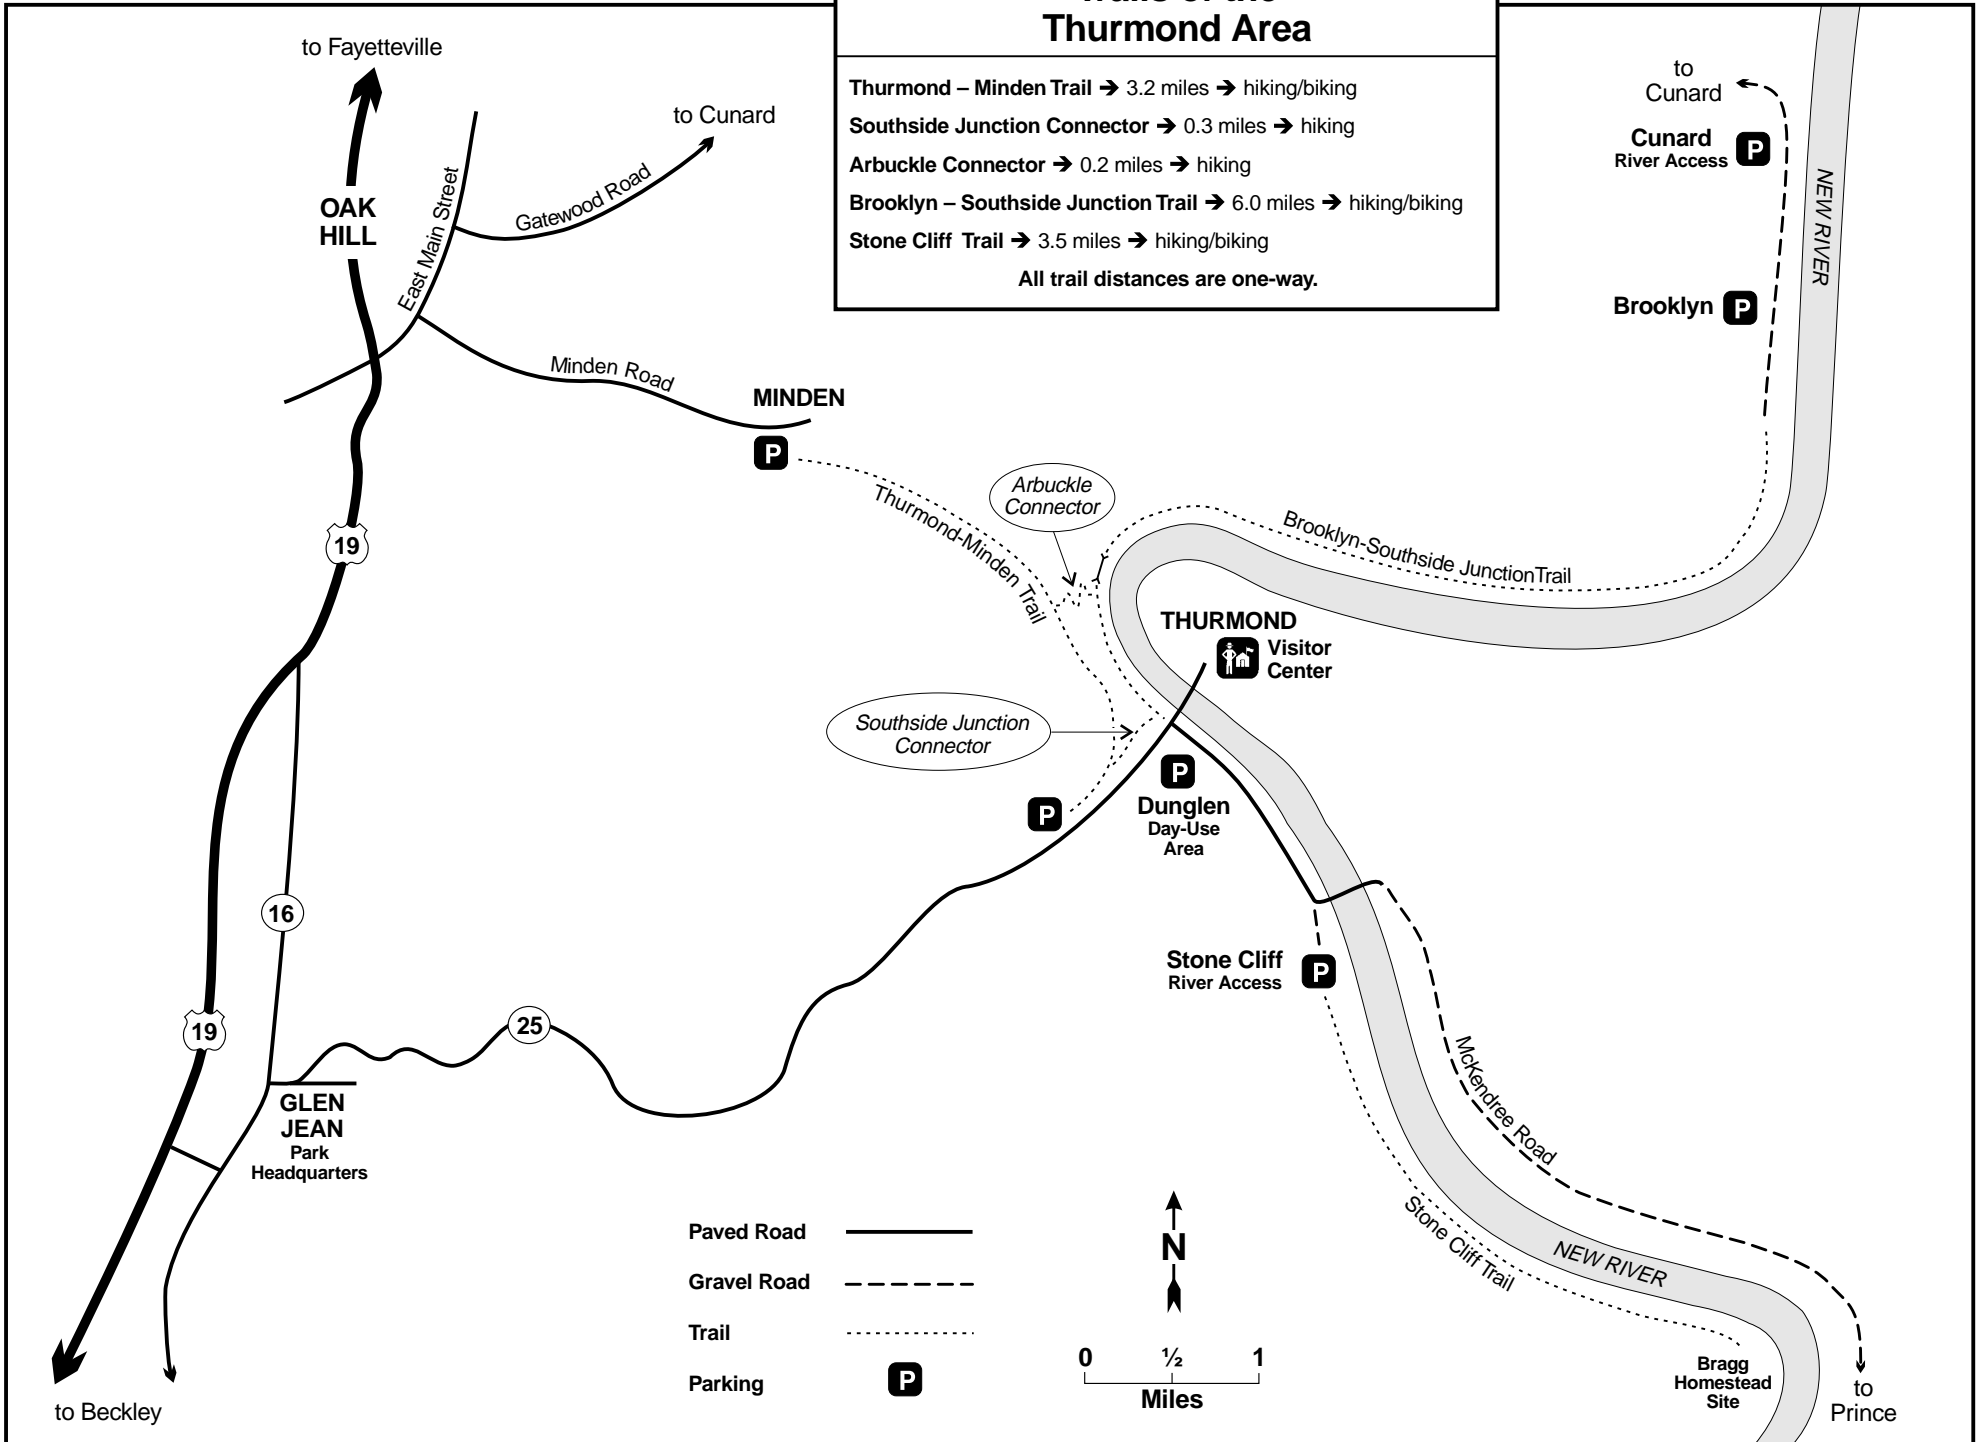 Thurmond Area
Thurmond – Minden Trail ➔ 3.2 miles ➔ hiking/biking
Southside Junction Connector ➔ 0.3 miles ➔ hiking
Arbuckle Connector ➔ 0.2 miles ➔ hiking
Brooklyn – Southside Junction Trail ➔ 6.0 miles ➔ hiking/biking
Stone Cliff Trail ➔ 3.5 miles ➔ hiking/biking
All trail distances are one-way.
to Fayetteville
to Cunard
OAK
HILL
East Main Street
Gatewood Road
Minden Road
MINDEN
P
to
Cunard
Cunard
River Access
P
NEW RIVER
Brooklyn
P
19
Thurmond-Minden Trail
Arbuckle
Connector
Brooklyn-Southside JunctionTrail
THURMOND
Visitor
Center
Southside Junction
Connector
P
P
Dunglen
Day-Use
Area
16
Stone Cliff
River Access
P
19
25
GLEN
JEAN
Park
Headquarters
McKendree Road
Stone Cliff Trail
NEW RIVER
Bragg
Homestead
Site
to
Prince
to Beckley
Paved Road
Gravel Road
Trail
Parking
P
N
0
½
1
Miles